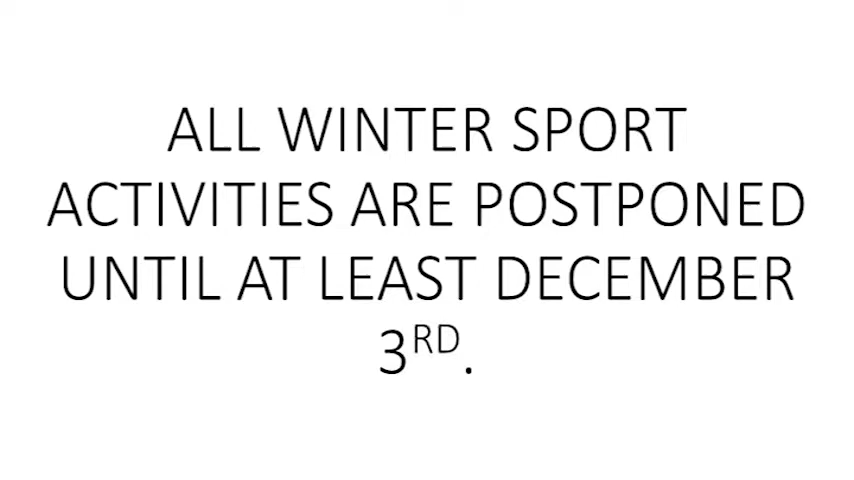 ALL WINTER SPORT
ACTIVITIES ARE POSTPONED
UNTIL AT LEAST DECEMBER
3RD.